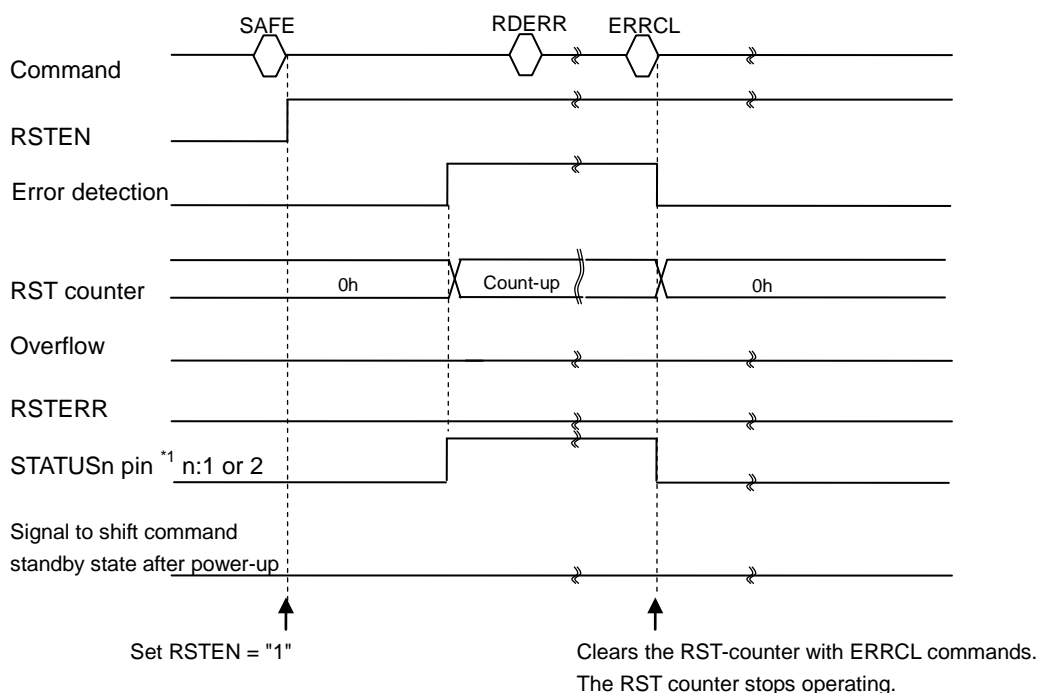 SAFE RDERR ERRCL
Command
RSTEN
Error detection
RST counter 0h Count-up 0h
Overflow
RSTERR
STATUSn pin *1 n:1 or 2
Signal to shift command
standby state after power-up
Set RSTEN = "1"
Clears the RST-counter with ERRCL commands.
The RST counter stops operating.